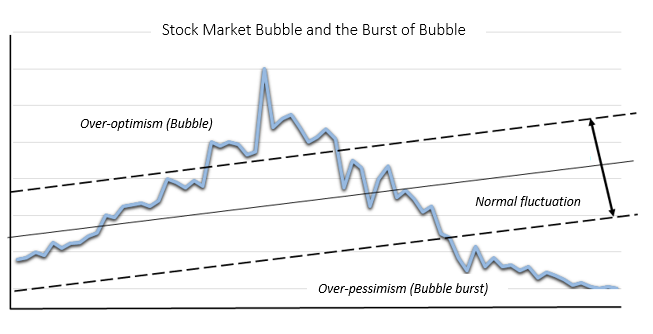 Stock Market Bubble and the Burst of Bubble
Over-optimism (Bubble)
Normal fluctuation
Over-pessimism (Bubble burst)